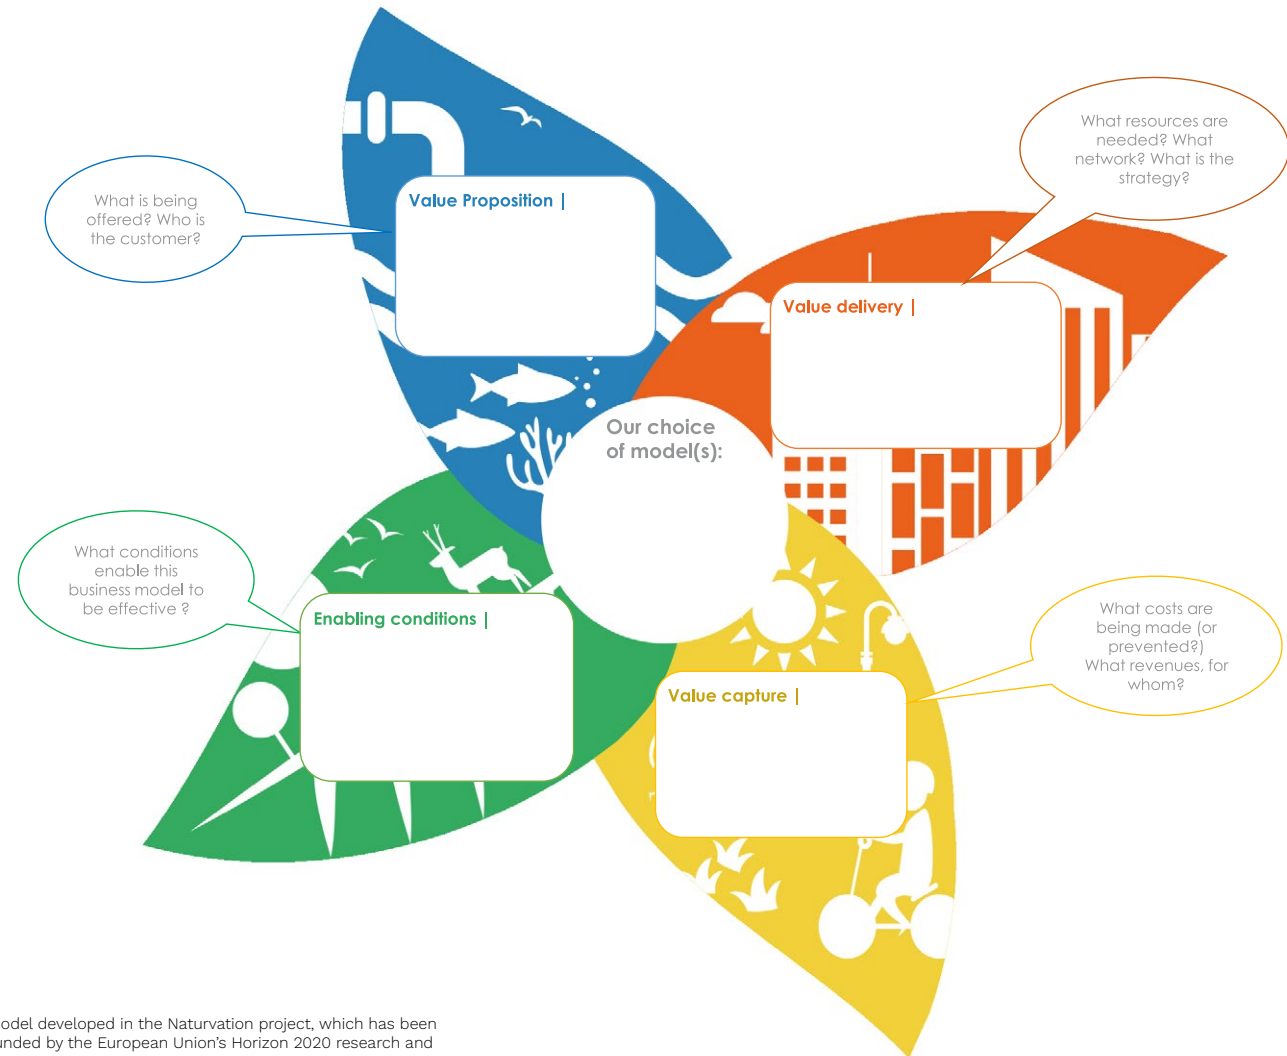 What resources are
needed? What
network? What is the
strategy?
What is being
offered? Who is
the customer?
Value Proposition |
Value delivery |
Our choice
of model(s):
What conditions
enable this
business model to
be effective ?
Enabling conditions |
What costs are
being made (or
prevented?)
What revenues, for
whom?
Value capture |
odel developed in the Naturvation project, which has been
unded by the European Union's Horizon 2020 research and